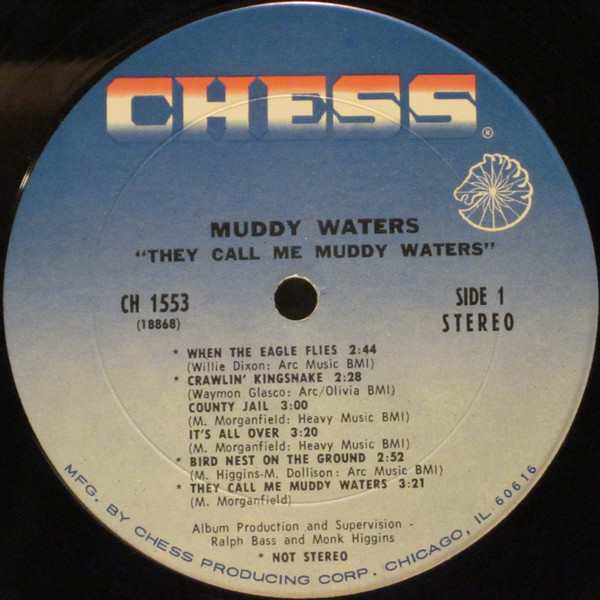 CHESS®
MUDDY WATERS
"THEY CALL ME MUDDY WATERS"
CH 1553
(18868)
SIDE 1
STEREO
* WHEN THE EAGLE FLIES 2:44
(Willie Dixon: Arc Music BMI)
* CRAWLIN' KINGSNAKE 2:28
(Waymon Glasco: Arc/Olivia BMI)
COUNTY JAIL 3:00
(M. Morganfield: Heavy Music BMI)
IT'S ALL OVER 3:20
(M. Morganfield: Heavy Music BMI)
* BIRD NEST ON THE GROUND 2:52
(M. Higgins-M. Dollison: Arc Music BMI)
* THEY CALL ME MUDDY WATERS 3:21
(M. Morganfield)
Album Production and Supervision -
Ralph Bass and Monk Higgins
* NOT STEREO
MFG. BY CHESS PRODUCING CORP. CHICAGO, IL 60616